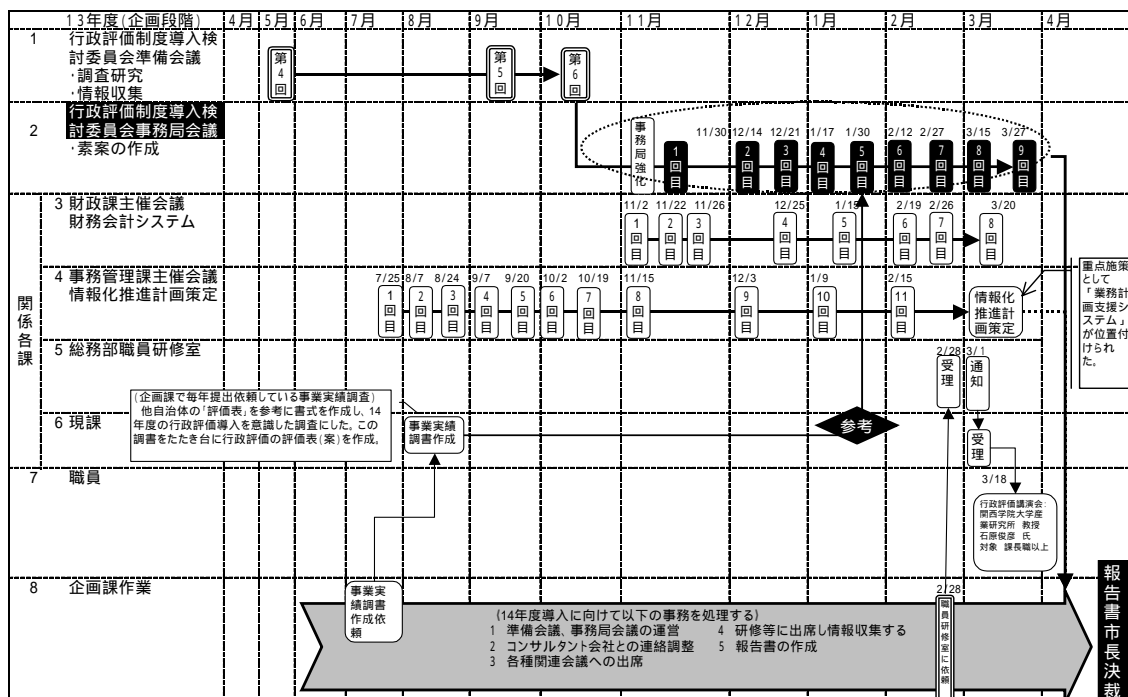 13年度(企画段階)
4月
5月
6月
7月
8月
9月
10月
11月
12月
1月
2月
3月
4月
1
行政評価制度導入検
討委員会準備会議
・調査研究
・情報収集
第4回
第5回
第6回
2
行政評価制度導入検
討委員会事務局会議
・素案の作成
事務局強化
11/30
12/14
12/21
1/17
1/30
2/12
2/27
3/15
3/27
1回目
2回目
3回目
4回目
5回目
6回目
7回目
8回目
9回目
関係各課
3 財政課主催会議
財務会計システム
11/2
11/22
11/26
12/25
1/15
2/19
2/26
3/20
1回目
2回目
3回目
4回目
5回目
6回目
7回目
8回目
4 事務管理課主催会議
情報化推進計画策定
7/25
8/7
8/24
9/7
9/20
10/2
10/19
11/15
12/3
1/9
2/15
1回目
2回目
3回目
4回目
5回目
6回目
7回目
8回目
9回目
10回目
11回目
情報化
推進計
画策定
重点施策
として
「業務計
画支援シ
ステム」
が位置付
けられ
た。
5 総務部職員研修室
2/28
受理
3/1
通知
6 現課
(企画課で毎年提出依頼している事業実績調査)
他自治体の「評価表」を参考に書式を作成し、14
年度の行政評価導入を意識した調査にした。この
調書をたたき台に行政評価の評価表(案)を作成。
事業実績
調書作成
参考
受理
7
職員
3/18
行政評価講演会:
関西学院大学産
業研究所 教授
石原俊彦 氏
対象 課長職以上
8
企画課作業
事業実
績調書
作成依
頼
(14年度導入に向けて以下の事務を処理する)
1 準備会議、事務局会議の運営
2 コンサルタント会社との連絡調整
3 各種関連会議への出席
4 研修等に出席し情報収集する
5 報告書の作成
2/28
職員研修室に依頼
報告書市長決裁